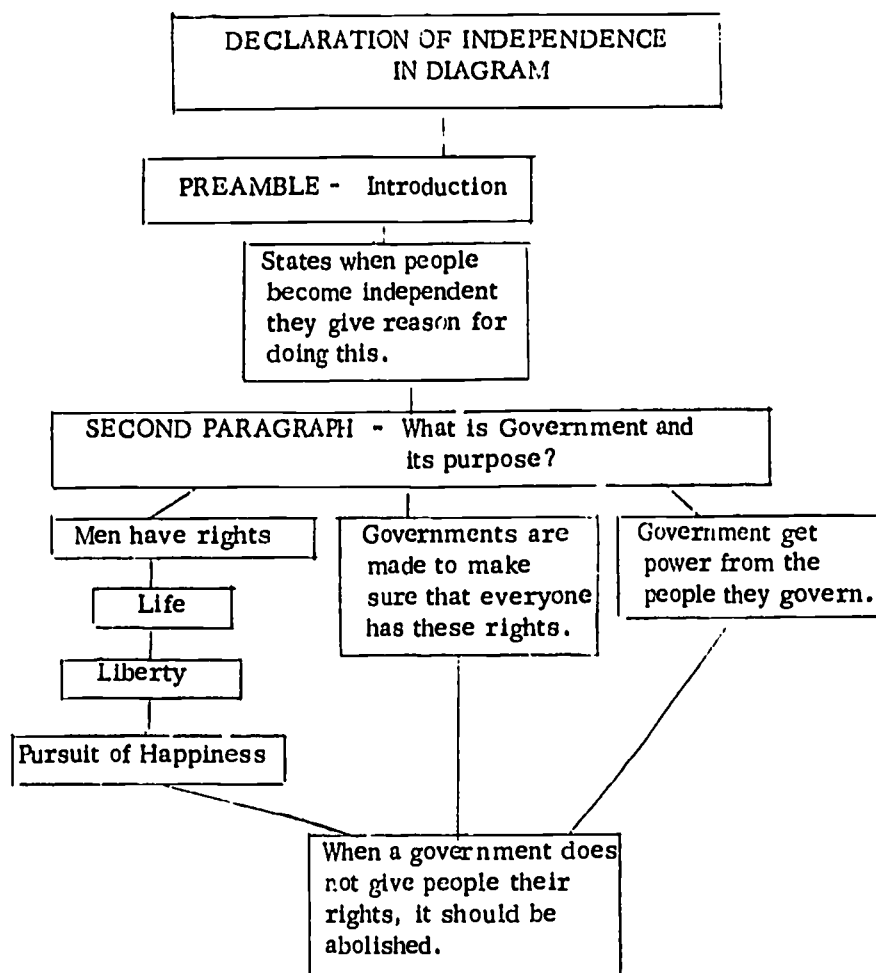 DECLARATION OF INDEPENDENCE
IN DIAGRAM
PREAMBLE - Introduction
States when people
become independent
they give reason for
doing this.
SECOND PARAGRAPH - What is Government and
its purpose?
Men have rights
Life
Liberty
Pursuit of Happiness
Governments are
made to make
sure that everyone
has these rights.
Government get
power from the
people they govern.
When a government does
not give people their
rights, it should be
abolished.